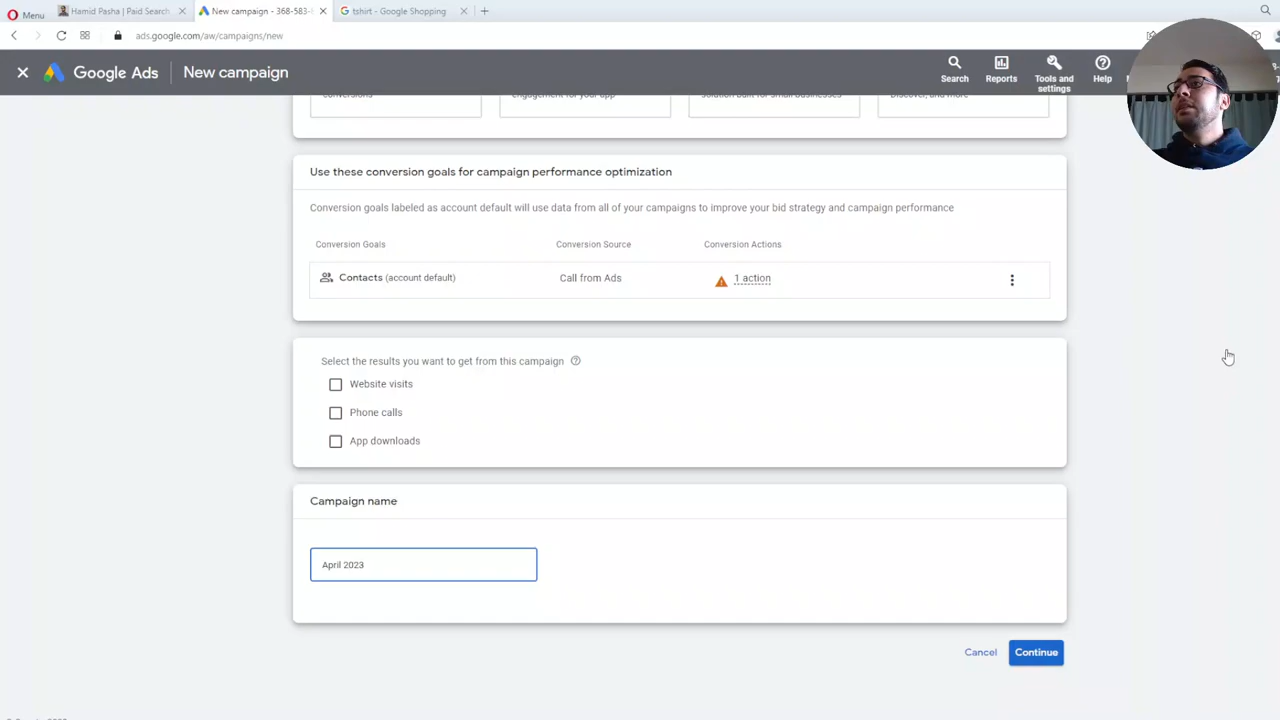 Menu
Hamid Pasha | Paid Search
New campaign - 368-583-
tshirt - Google Shopping
ads.google.com/aw/campaigns/new
Google Ads
New campaign
Search
Reports
Tools and settings
Help
conversions
engagement for your app
solution built for small businesses
Discover, and more
Use these conversion goals for campaign performance optimization
Conversion goals labeled as account default will use data from all of your campaigns to improve your bid strategy and campaign performance
Conversion Goals
Conversion Source
Conversion Actions
Contacts (account default)
Call from Ads
1 action
Select the results you want to get from this campaign
Website visits
Phone calls
App downloads
Campaign name
April 2023
Cancel
Continue